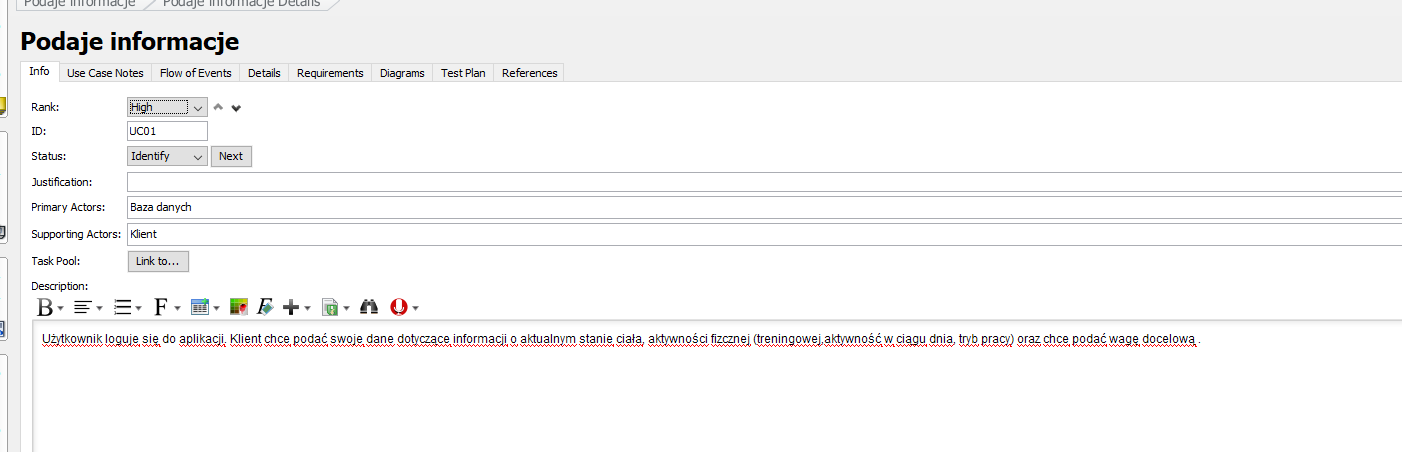 Podaje informacje Podaje informacje Details
Podaje informacje
Info Use Case Notes Flow of Events Details Requirements Diagrams Test Plan References
Rank: High
ID: UC01
Status: Identify Next
Justification:
Primary Actors: Baza danych
Supporting Actors: Klient
Task Pool: Link to...
Description:
B F F
Użytkownik loguje się do aplikacji, Klient chce podać swoje dane dotyczące informacji o aktualnym stanie ciała, aktywności fizcznej (treningowej,aktywność w ciągu dnia, tryb pracy) oraz chce podać wagę docelową .